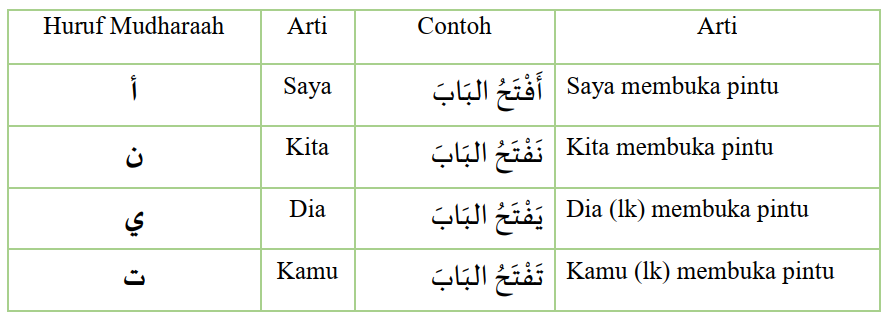 Huruf Mudharaah Arti Contoh Arti
أ Saya أَفْتَحُ البَابَ Saya membuka pintu
ن Kita نَفْتَحُ البَابَ Kita membuka pintu
ي Dia يَفْتَحُ البَابَ Dia (lk) membuka pintu
ت Kamu تَفْتَحُ البَابَ Kamu (lk) membuka pintu